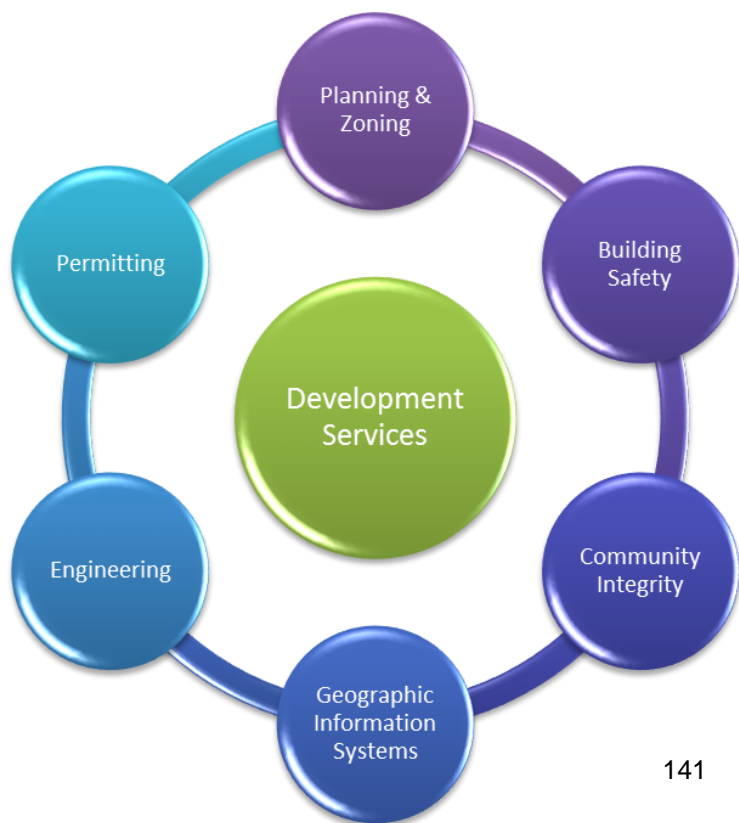 Planning &
Zoning
Permitting
Building
Safety
Development
Services
Engineering
Community
Integrity
Geographic
Information
Systems
141